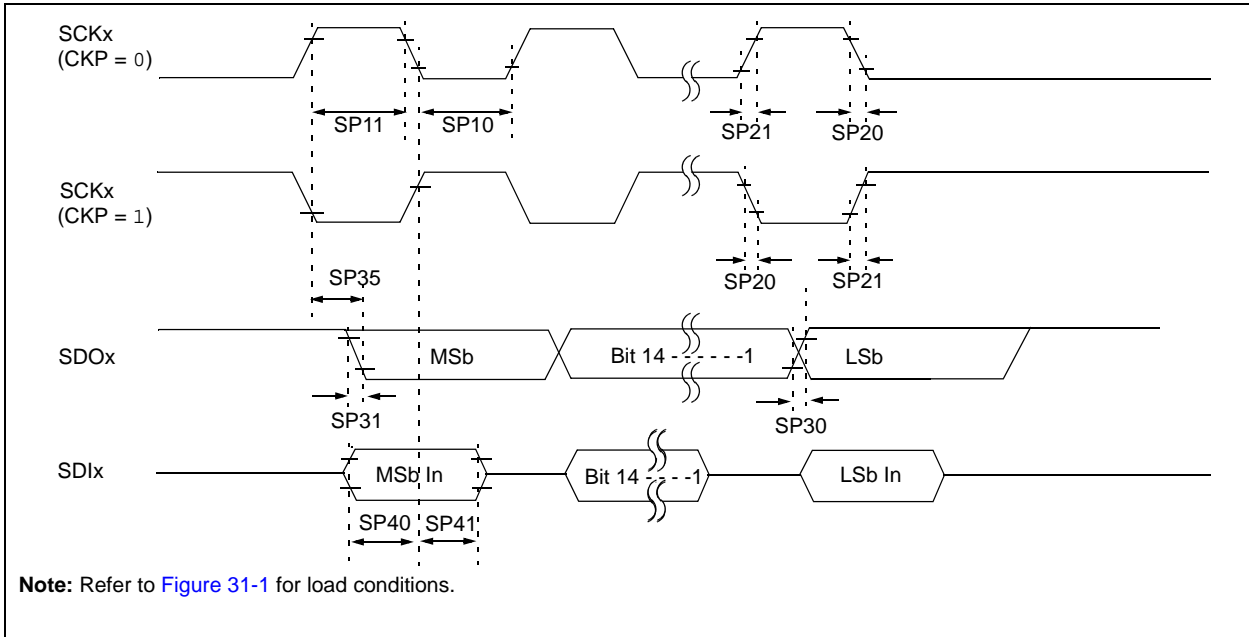 SCKx
(CKP = 0)
SP11
SP10
SP21
SP20
SCKx
(CKP = 1)
SP35
SP20
SP21
SDOx
MSb
Bit 14 - - - - - -1
LSb
SP31
SP30
SDIx
MSb In
Bit 14 - - - -1
LSb In
SP40
SP41
Note: Refer to Figure 31-1 for load conditions.